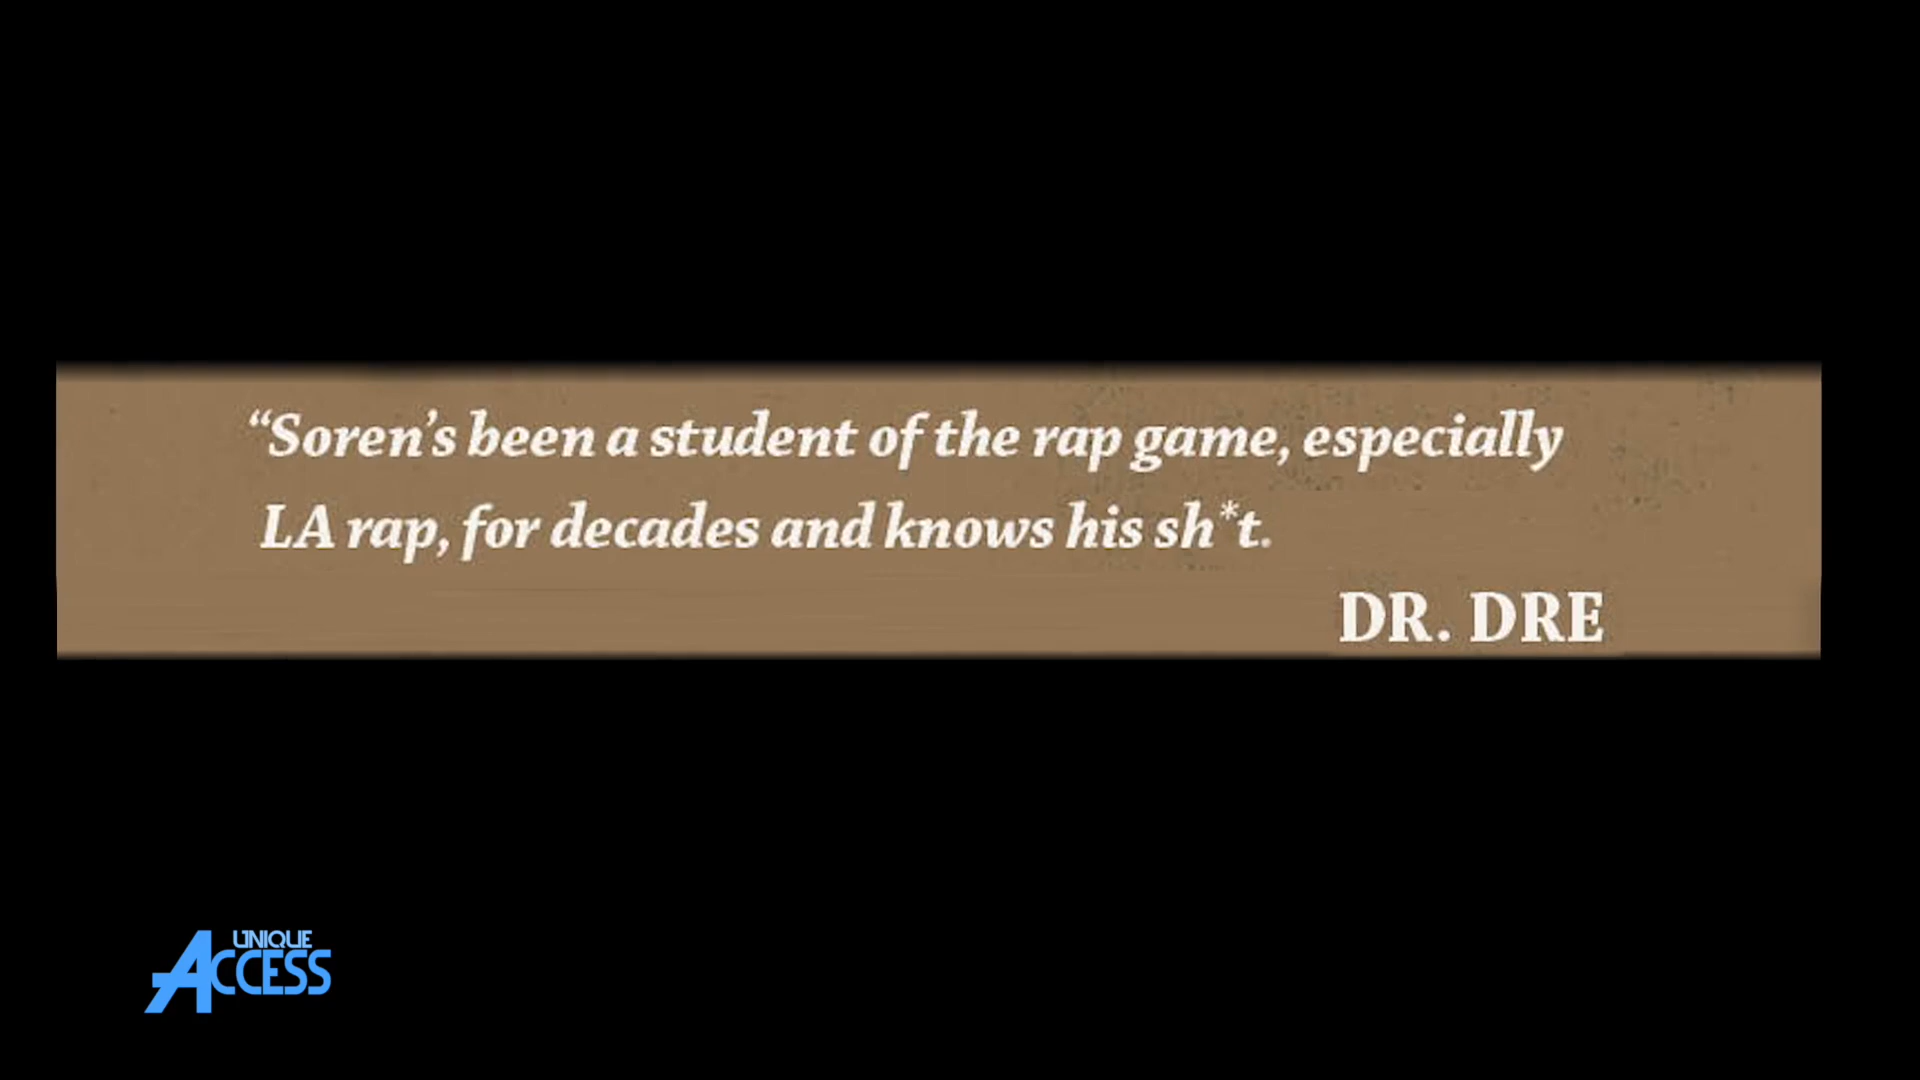 “Soren’s been a student of the rap game, especially
LA rap, for decades and knows his sh*t.
DR. DRE
UNIQUE
ACCESS